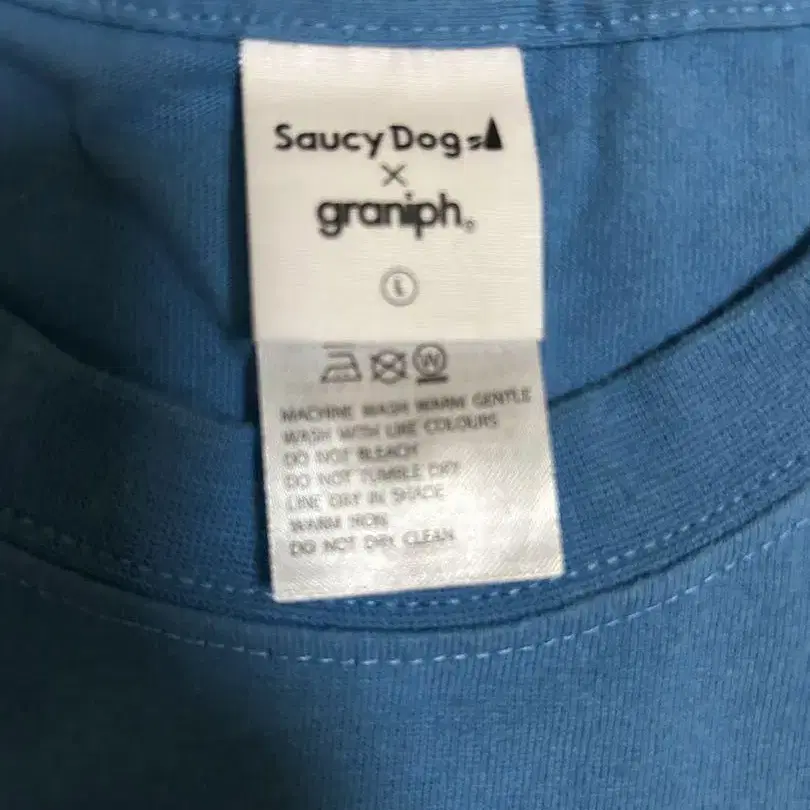 Saucy Dog
×
graniph
L
W
MACHINE WASH WARM GENTLE
WASH WITH LIKE COLOURS
DO NOT BLEACH
DO NOT TUMBLE DRY
LINE DRY IN SHADE
WARM IRON
DO NOT DRY CLEAN